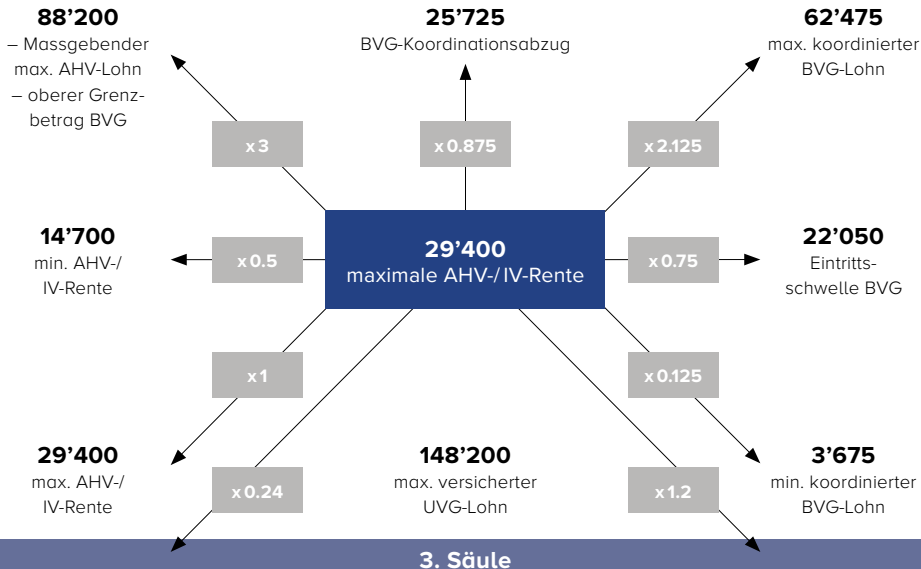 88’200
– Massgebender
max. AHV-Lohn
– oberer Grenz-
betrag BVG
25’725
BVG-Koordinationsabzug
62’475
max. koordinierter
BVG-Lohn
x 3
x 0.875
x 2.125
14’700
min. AHV-/
IV-Rente
x 0.5
29’400
maximale AHV-/ IV-Rente
x 0.75
22’050
Eintritts-
schwelle BVG
x 1
x 0.125
29’400
max. AHV-/
IV-Rente
x 0.24
148’200
max. versicherter
UVG-Lohn
x 1.2
3’675
min. koordinierter
BVG-Lohn
3. Säule